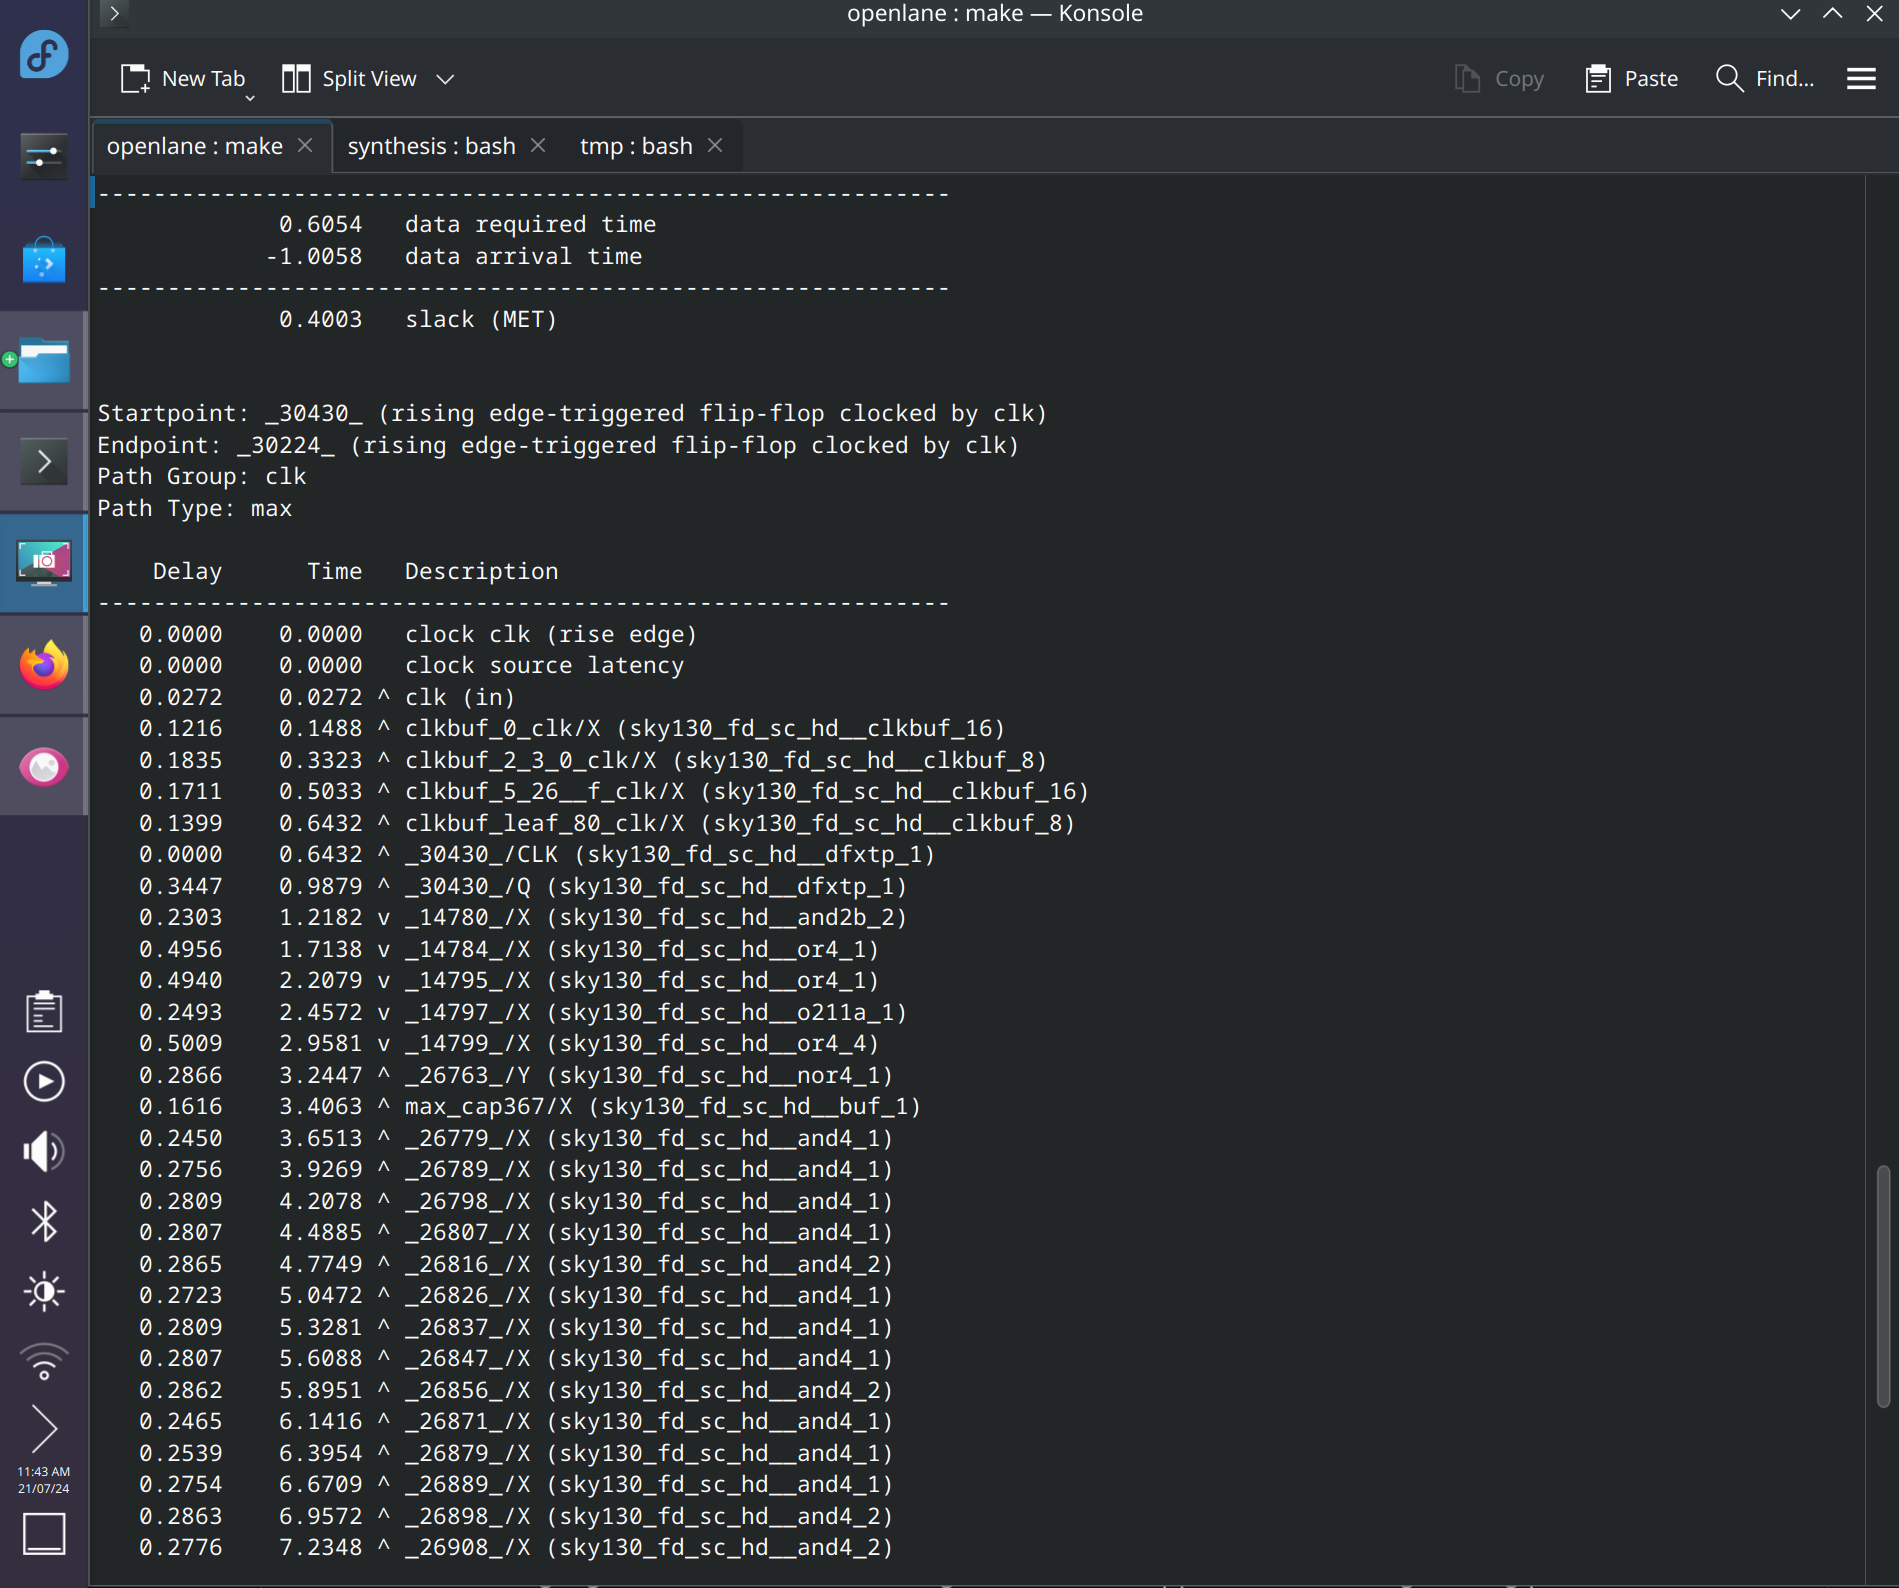 openlane : make — Konsole
New Tab Split View Copy Paste Find...
openlane : make synthesis : bash tmp : bash
-------------------------------------------------------------
0.6054 data required time
-1.0058 data arrival time
-------------------------------------------------------------
0.4003 slack (MET)
Startpoint: _30430_ (rising edge-triggered flip-flop clocked by clk)
Endpoint: _30224_ (rising edge-triggered flip-flop clocked by clk)
Path Group: clk
Path Type: max
Delay Time Description
-------------------------------------------------------------
0.0000 0.0000 clock clk (rise edge)
0.0000 0.0000 clock source latency
0.0272 0.0272 ^ clk (in)
0.1216 0.1488 ^ clkbuf_0_clk/X (sky130_fd_sc_hd__clkbuf_16)
0.1835 0.3323 ^ clkbuf_2_3_0_clk/X (sky130_fd_sc_hd__clkbuf_8)
0.1711 0.5033 ^ clkbuf_5_26__f_clk/X (sky130_fd_sc_hd__clkbuf_16)
0.1399 0.6432 ^ clkbuf_leaf_80_clk/X (sky130_fd_sc_hd__clkbuf_8)
0.0000 0.6432 ^ _30430_/CLK (sky130_fd_sc_hd__dfxtp_1)
0.3447 0.9879 ^ _30430_/Q (sky130_fd_sc_hd__dfxtp_1)
0.2303 1.2182 v _14780_/X (sky130_fd_sc_hd__and2b_2)
0.4956 1.7138 v _14784_/X (sky130_fd_sc_hd__or4_1)
0.4940 2.2079 v _14795_/X (sky130_fd_sc_hd__or4_1)
0.2493 2.4572 v _14797_/X (sky130_fd_sc_hd__o211a_1)
0.5009 2.9581 v _14799_/X (sky130_fd_sc_hd__or4_4)
0.2866 3.2447 ^ _26763_/Y (sky130_fd_sc_hd__nor4_1)
0.1616 3.4063 ^ max_cap367/X (sky130_fd_sc_hd__buf_1)
0.2450 3.6513 ^ _26779_/X (sky130_fd_sc_hd__and4_1)
0.2756 3.9269 ^ _26789_/X (sky130_fd_sc_hd__and4_1)
0.2809 4.2078 ^ _26798_/X (sky130_fd_sc_hd__and4_1)
0.2807 4.4885 ^ _26807_/X (sky130_fd_sc_hd__and4_1)
0.2865 4.7749 ^ _26816_/X (sky130_fd_sc_hd__and4_2)
0.2723 5.0472 ^ _26826_/X (sky130_fd_sc_hd__and4_1)
0.2809 5.3281 ^ _26837_/X (sky130_fd_sc_hd__and4_1)
0.2807 5.6088 ^ _26847_/X (sky130_fd_sc_hd__and4_1)
0.2862 5.8951 ^ _26856_/X (sky130_fd_sc_hd__and4_2)
0.2465 6.1416 ^ _26871_/X (sky130_fd_sc_hd__and4_1)
0.2539 6.3954 ^ _26879_/X (sky130_fd_sc_hd__and4_1)
0.2754 6.6709 ^ _26889_/X (sky130_fd_sc_hd__and4_1)
0.2863 6.9572 ^ _26898_/X (sky130_fd_sc_hd__and4_2)
0.2776 7.2348 ^ _26908_/X (sky130_fd_sc_hd__and4_2)
11:43 AM
21/07/24